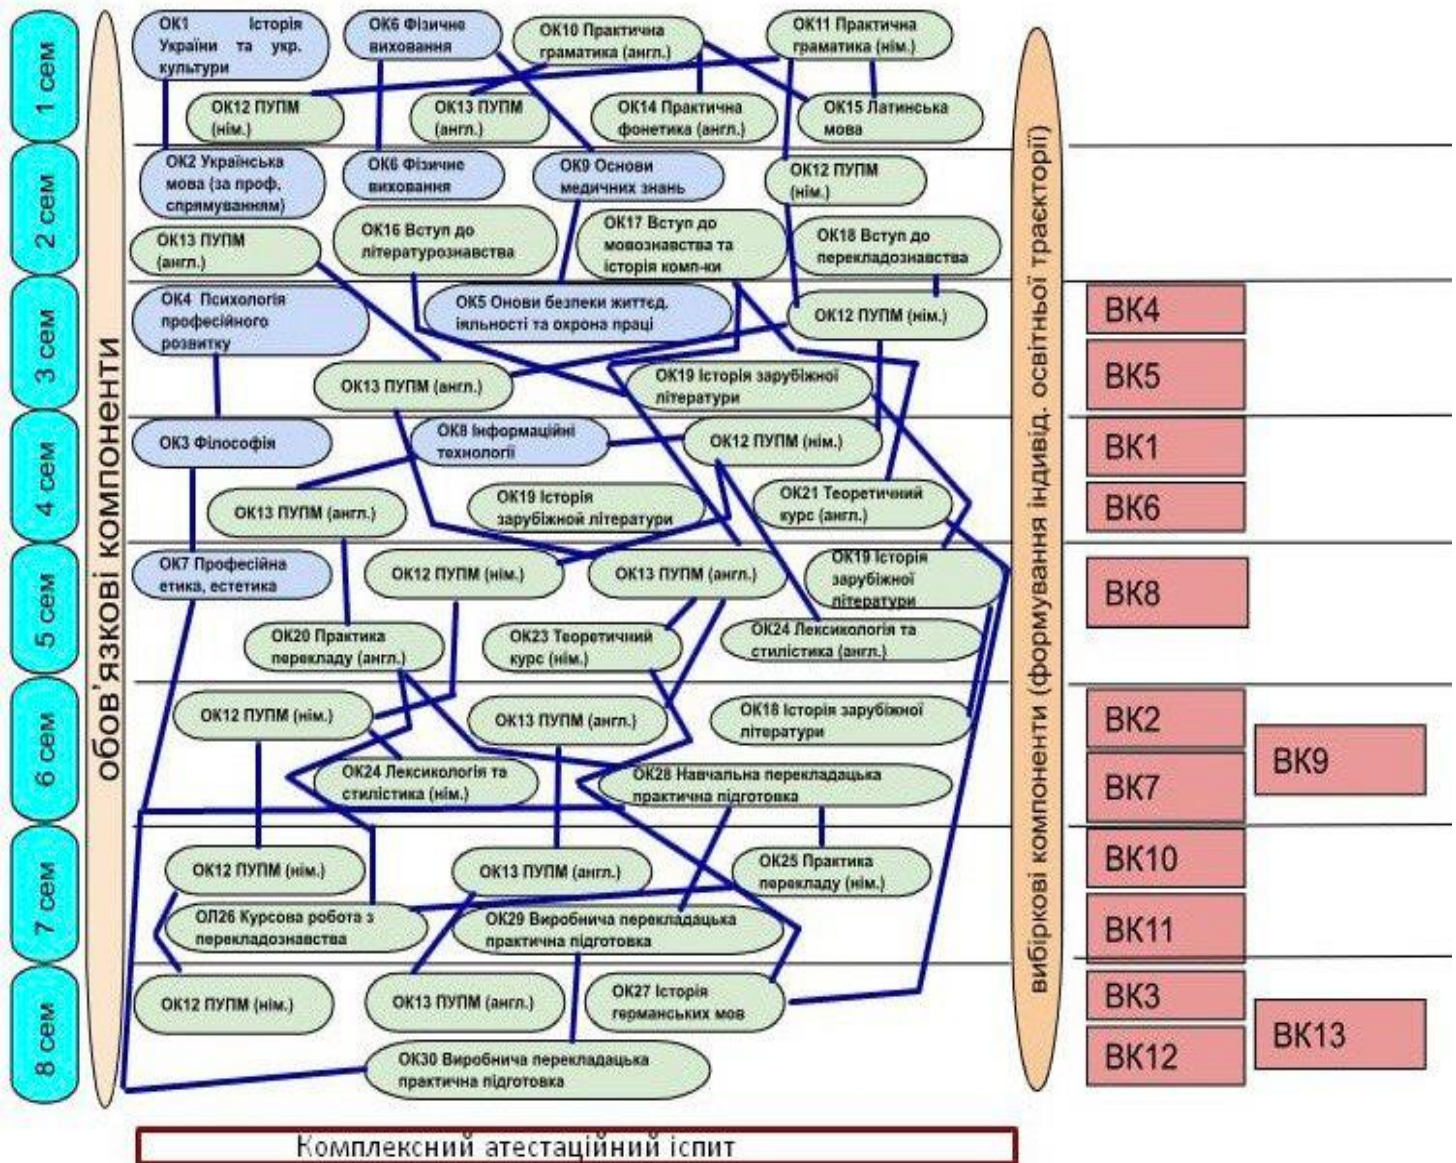 1 сем
2 сем
3 сем
4 сем
5 сем
6 сем
7 сем
8 сем
обов’язкові компоненти
ОК1 Історія
України та укр.
культури
ОК6 Фізичне
виховання
ОК10 Практична
граматика (англ.)
ОК11 Практична
граматика (нім.)
ОК12 ПУПМ
(нім.)
ОК13 ПУПМ
(англ.)
ОК14 Практична
фонетика (англ.)
ОК15 Латинська
мова
ОК2 Українська
мова (за проф.
спрямуванням)
ОК6 Фізичне
виховання
ОК9 Основи
медичних знань
ОК12 ПУПМ
(нім.)
ОК13 ПУПМ
(англ.)
ОК16 Вступ до
літературознавства
ОК17 Вступ до
мовознавства та
історія комп-ки
ОК18 Вступ до
перекладознавства
ОК4 Психологія
професійного
розвитку
ОК5 Онови безпеки життєд.
іяльності та охрона праці
ОК12 ПУПМ (нім.)
ОК13 ПУПМ (англ.)
ОК19 Історія зарубіжної
літератури
ОК3 Філософія
ОК8 Інформаційні
технології
ОК12 ПУПМ (нім.)
ОК13 ПУПМ (англ.)
ОК19 Історія
зарубіжної літератури
ОК21 Теоретичний
курс (англ.)
ОК7 Професійна
етика, естетика
ОК12 ПУПМ (нім.)
ОК13 ПУПМ (англ.)
ОК19 Історія
зарубіжної
літератури
ОК20 Практика
перекладу (англ.)
ОК23 Теоретичний
курс (нім.)
ОК24 Лексикологія та
стилістика (англ.)
ОК12 ПУПМ (нім.)
ОК13 ПУПМ (англ.)
ОК18 Історія зарубіжної
літератури
ОК24 Лексикологія та
стилістика (нім.)
ОК28 Навчальна перекладацька
практична підготовка
ОК12 ПУПМ (нім.)
ОК13 ПУПМ (англ.)
ОК25 Практика
перекладу (нім.)
ОЛ26 Курсова робота з
перекладознавства
ОК29 Виробнича перекладацька
практична підготовка
ОК12 ПУПМ (нім.)
ОК13 ПУПМ (англ.)
ОК27 Історія
германських мов
ОК30 Виробнича перекладацька
практична підготовка
вибіркові компоненти (формування індивід. освітньої траєкторії)
ВК4
ВК5
ВК1
ВК6
ВК8
ВК2
ВК9
ВК7
ВК10
ВК11
ВК3
ВК13
ВК12
Комплексний атестаційний іспит